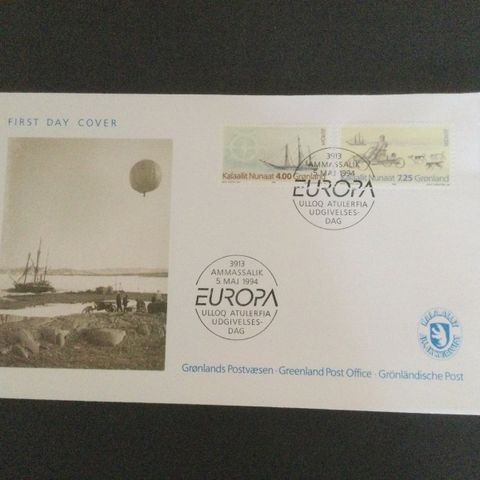 FIRST DAY COVER
EUROPA
Kalaallit Nunaat 4.00 Grønland
EUROPA
Kalaallit Nunaat 7.25 Grønland
3913
AMMASSALIK
5. MAJ 1994
EUROPA
ULLOQ ATULERFIA
UDGIVELSES-
DAG
3913
AMMASSALIK
5. MAJ 1994
EUROPA
ULLOQ ATULERFIA
UDGIVELSES-
DAG
Grønlands Postvæsen · Greenland Post Office · Grönländische Post